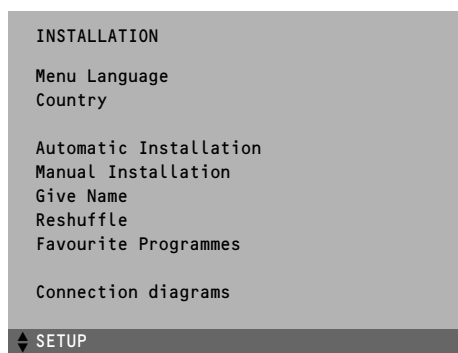 INSTALLATION
Menu Language
Country
Automatic Installation
Manual Installation
Give Name
Reshuffle
Favourite Programmes
Connection diagrams
SETUP